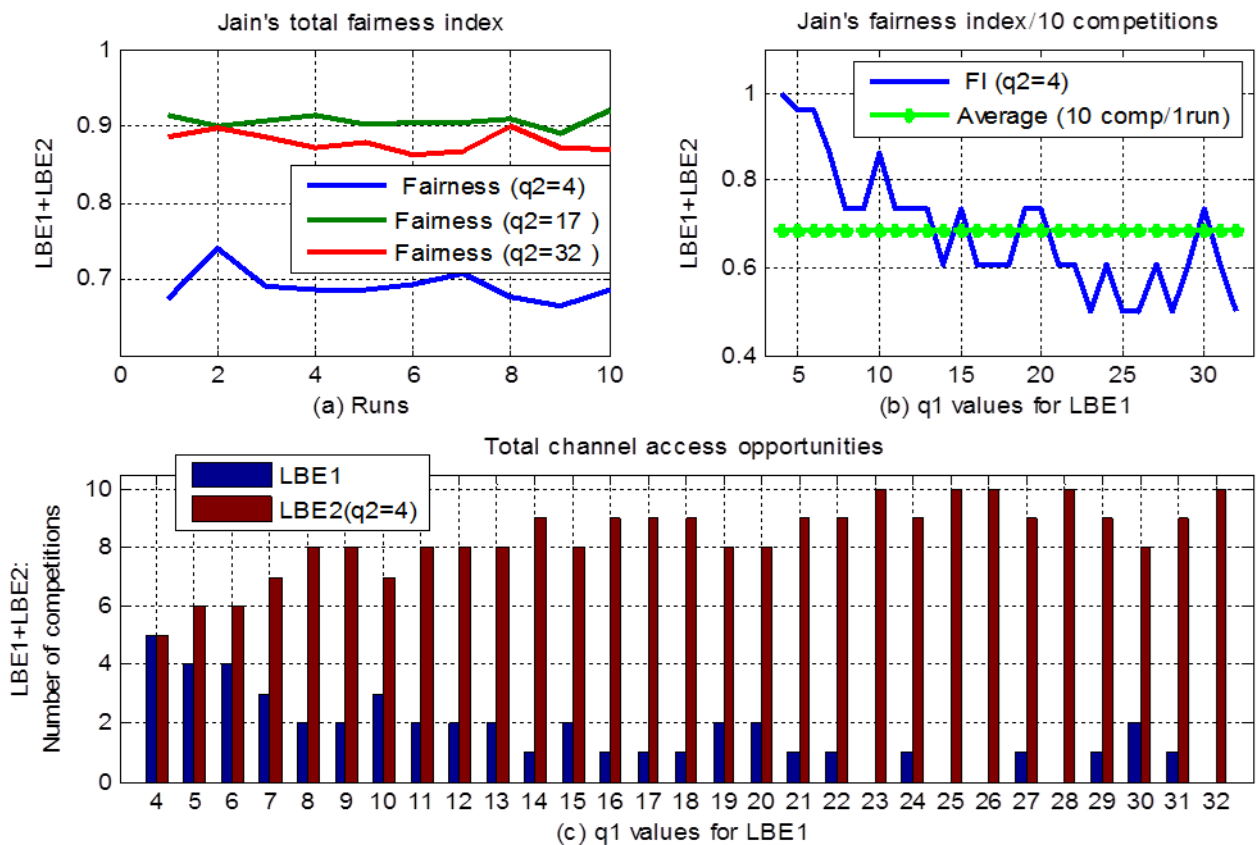 Jain's total fairness index
1
0.9
0.8
0.7
LBE1+LBE2
Fairness (q2=4)
Fairness (q2=17 )
Fairness (q2=32 )
0 2 4 6 8 10
(a) Runs
Jain's fairness index/10 competitions
1
0.8
0.6
0.4
LBE1+LBE2
FI (q2=4)
Average (10 comp/1run)
5 10 15 20 25 30
(b) q1 values for LBE1
Total channel access opportunities
LBE1
LBE2(q2=4)
10
8
6
4
2
0
LBE1+LBE2:
Number of competitions
4 5 6 7 8 9 10 11 12 13 14 15 16 17 18 19 20 21 22 23 24 25 26 27 28 29 30 31 32
(c) q1 values for LBE1